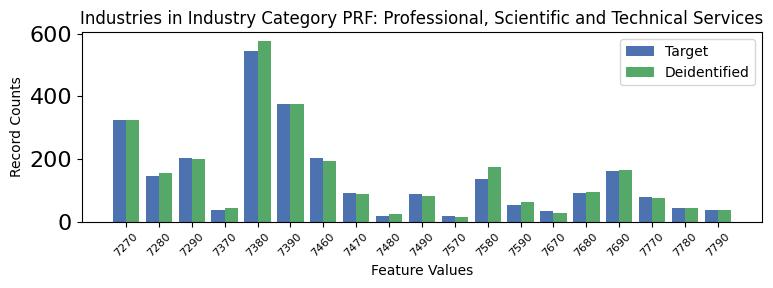 Industries in Industry Category PRF: Professional, Scientific and Technical Services
Target
Deidentified
Record Counts
600
400
200
0
7270 7280 7290 7370 7380 7390 7460 7470 7480 7490 7570 7580 7590 7670 7680 7690 7770 7780 7790
Feature Values